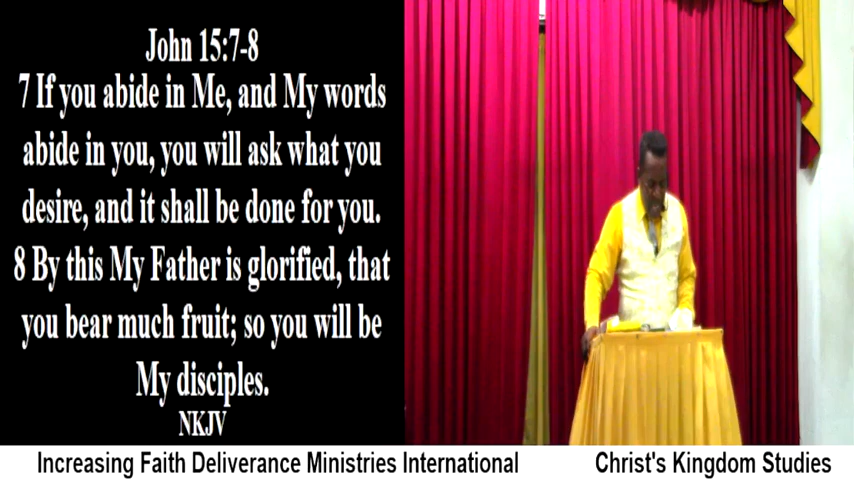 John 15:7-8
7 If you abide in Me, and My words
abide in you, you will ask what you
desire, and it shall be done for you.
8 By this My Father is glorified, that
you bear much fruit; so you will be
My disciples.
NKJV
Increasing Faith Deliverance Ministries International
Christ's Kingdom Studies